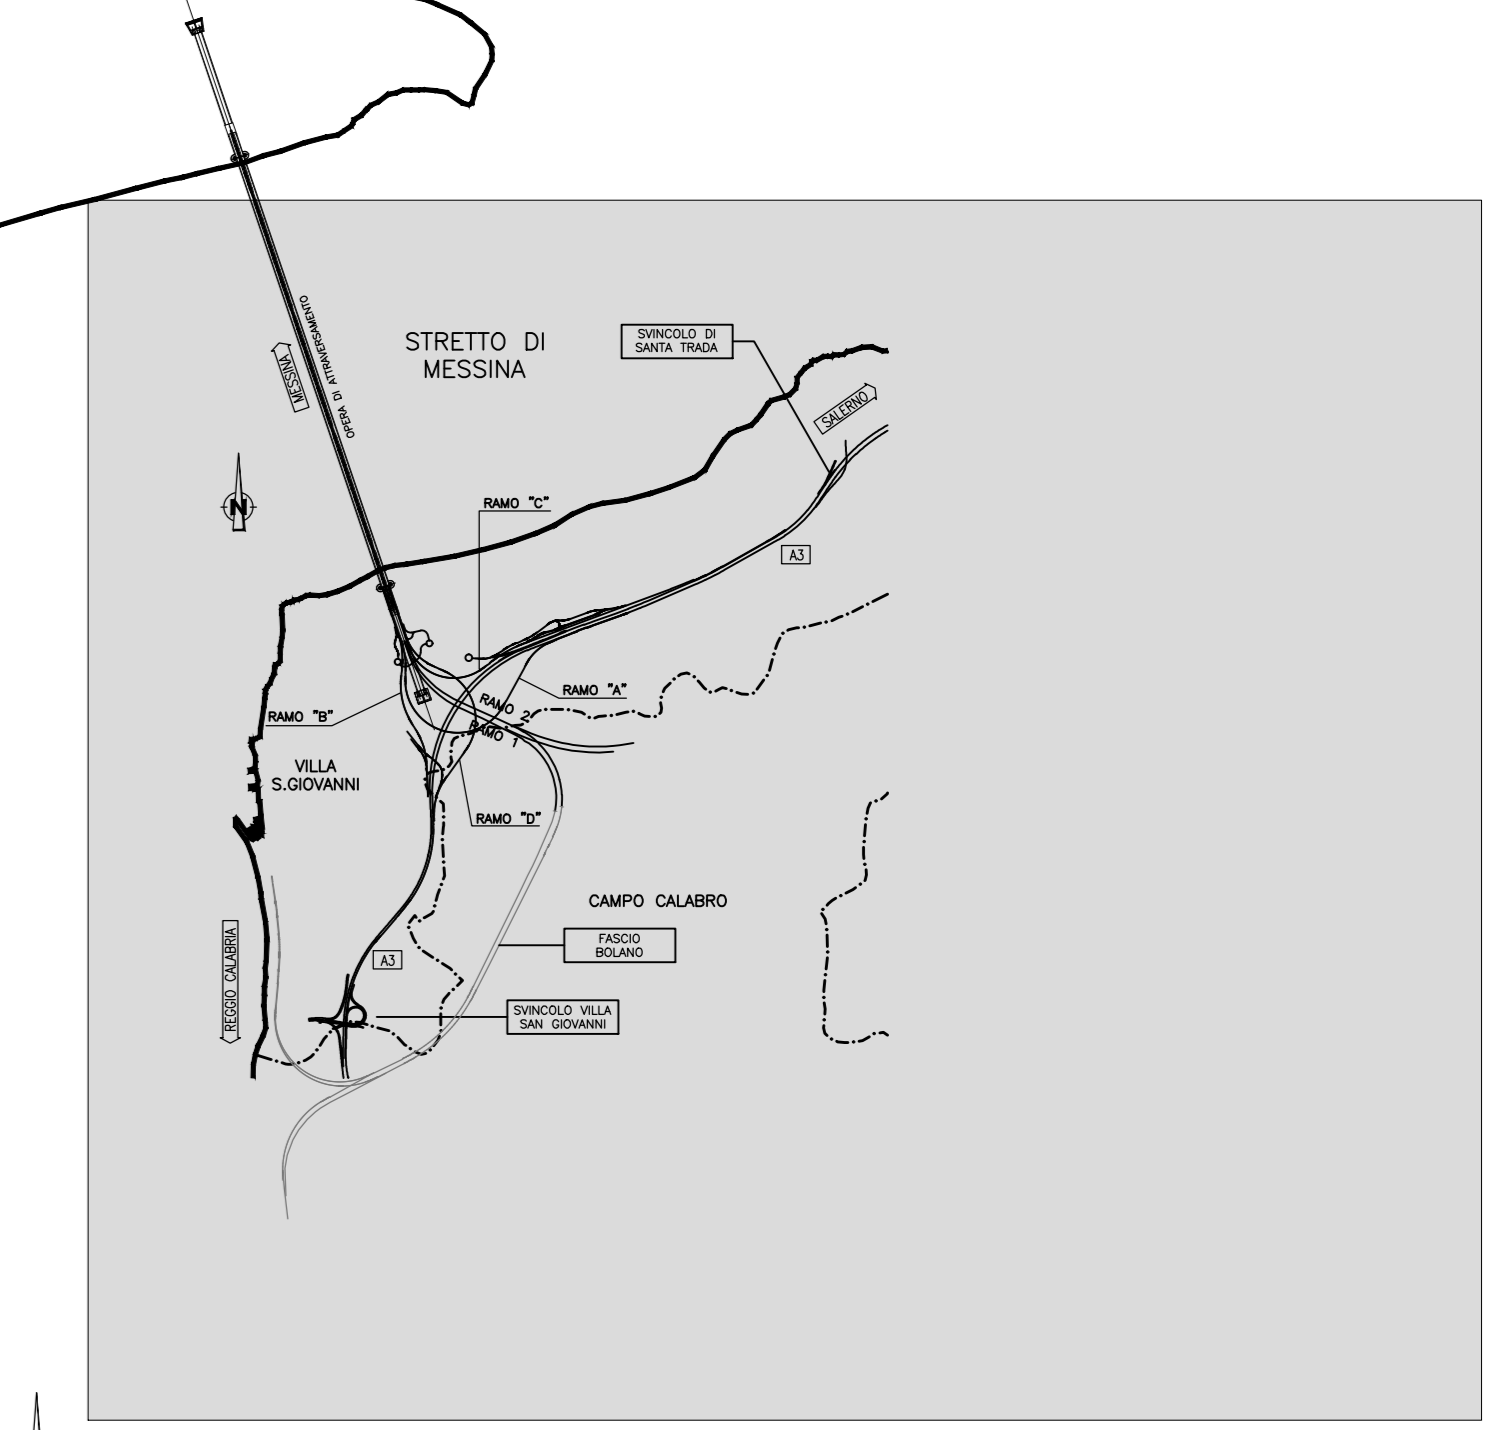 STRETTO DI
MESSINA
SVINCOLO DI
SANTA TRADA
OPERA DI ATTRAVERSAMENTO
MESSINA
SALERNO
N
RAMO "C"
A3
RAMO "A"
RAMO 2
RAMO "B"
RAMO 1
VILLA
S.GIOVANNI
RAMO "D"
CAMPO CALABRO
FASCIO
BOLANO
A3
REGGIO CALABRIA
SVINCOLO VILLA
SAN GIOVANNI